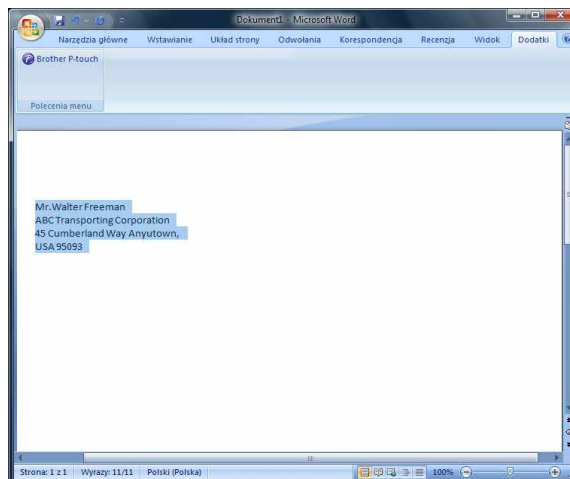 Dokument1 - Microsoft Word
Narzędzia główne Wstawianie Układ strony Odwołania Korespondencja Recenzja Widok Dodatki
Brother P-touch
Polecenia menu
Mr.Walter Freeman
ABC Transporting Corporation
45 Cumberland Way Anyutown,
USA 95093
Strona: 1 z 1 Wyrazy: 11/11 Polski (Polska) 100%